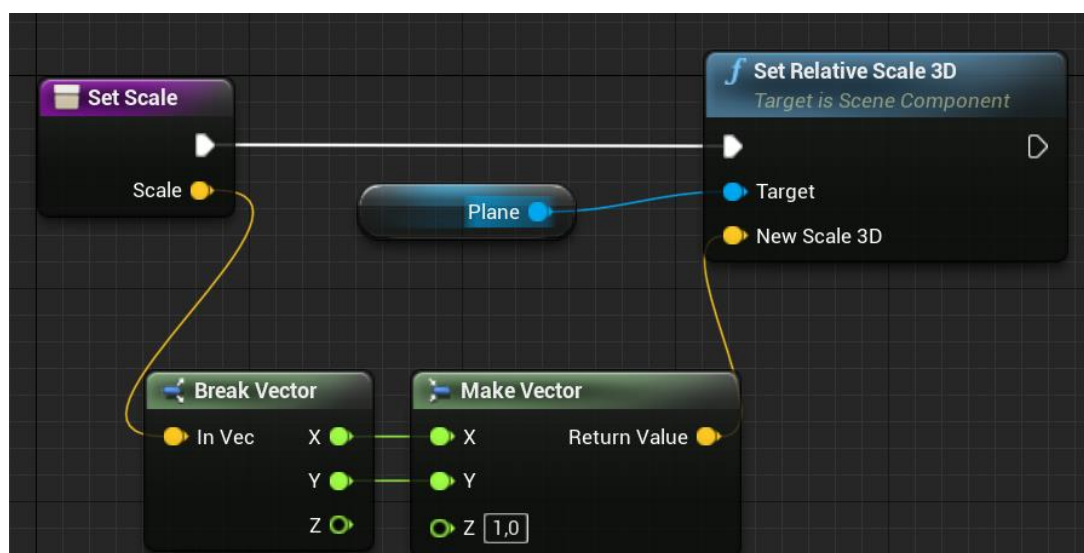 Set Scale
Scale
Plane
f Set Relative Scale 3D
Target is Scene Component
Target
New Scale 3D
Break Vector
In Vec X
Y
Z
Make Vector
X Return Value
Y
Z 1,0